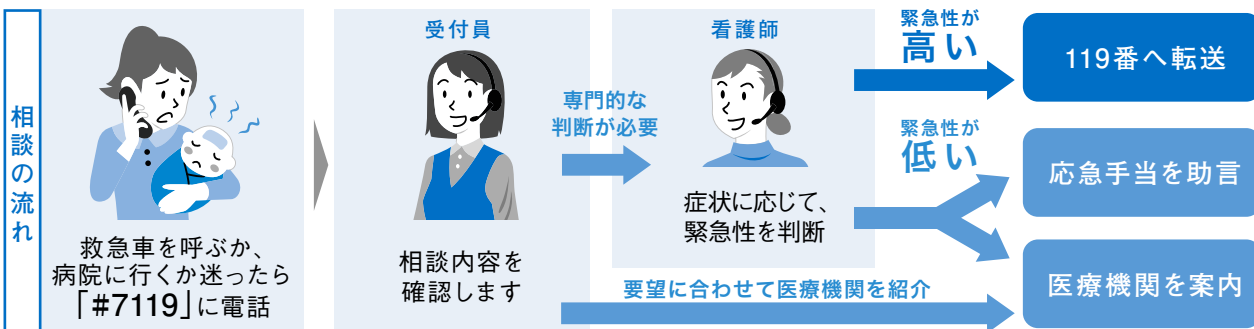 相談の流れ
救急車を呼ぶか、
病院に行くか迷ったら
「#7119」に電話
受付員
相談内容を
確認します
専門的な
判断が必要
看護師
症状に応じて、
緊急性を判断
緊急性が
高い
119番へ転送
緊急性が
低い
応急手当を助言
医療機関を案内
要望に合わせて医療機関を紹介